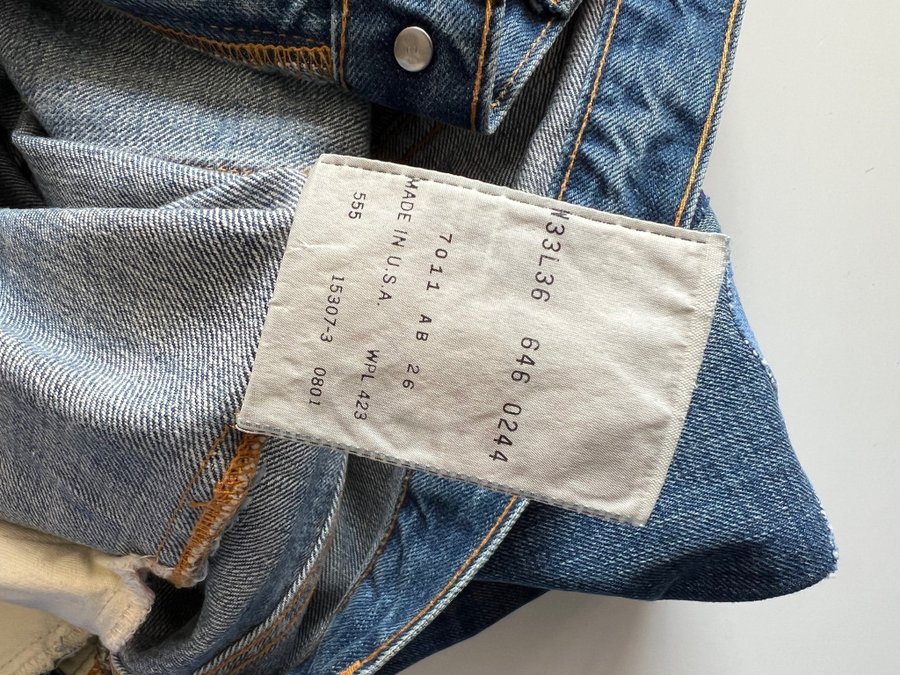 W33L36 646 0244
7011 AB 26
MADE IN U.S.A. WPL 423
555 15307-3 0801